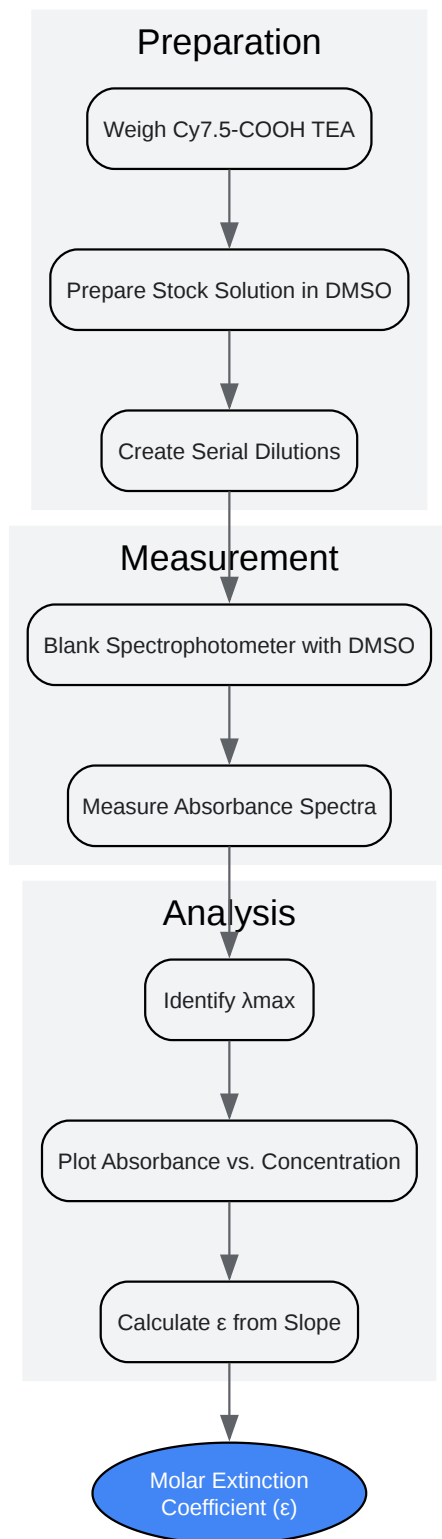 Preparation
Weigh Cy7.5-COOH TEA
Prepare Stock Solution in DMSO
Create Serial Dilutions
Measurement
Blank Spectrophotometer with DMSO
Measure Absorbance Spectra
Analysis
Identify λmax
Plot Absorbance vs. Concentration
Calculate ε from Slope
Molar Extinction
Coefficient (ε)